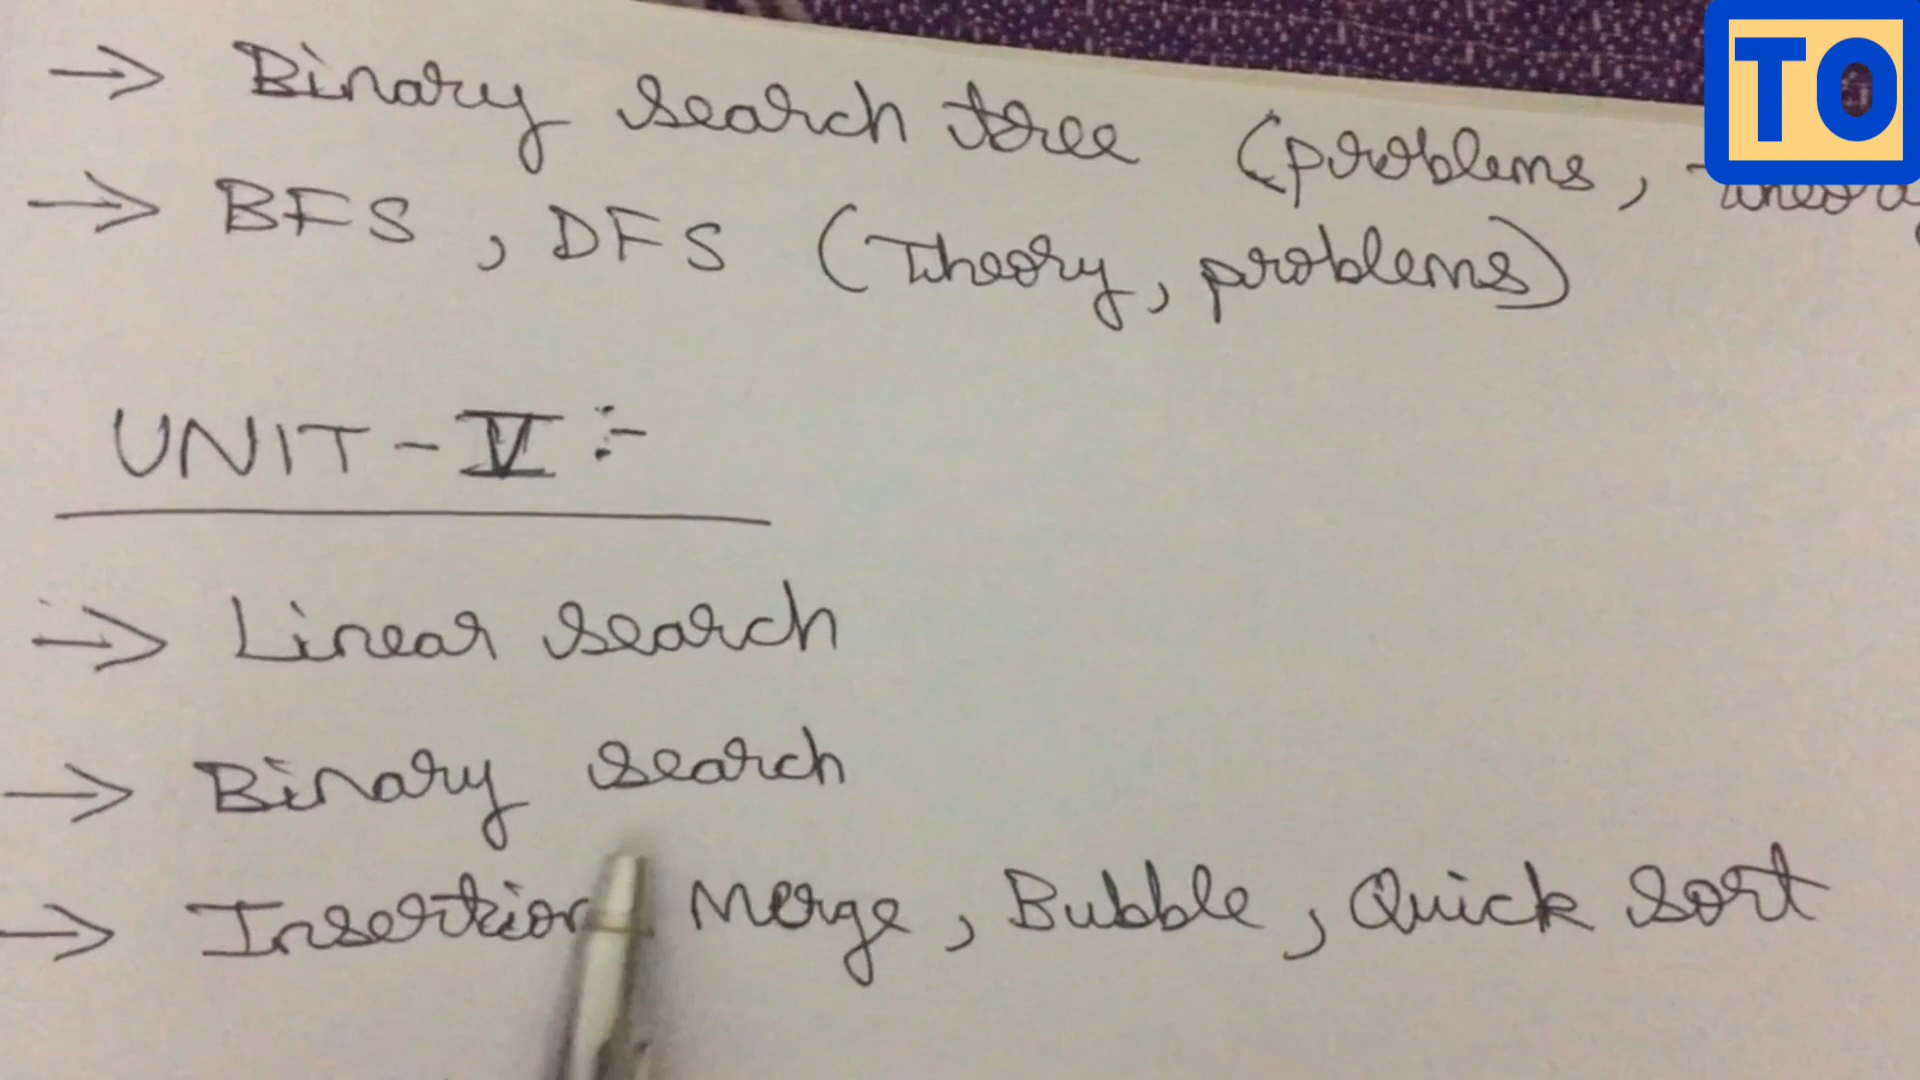 → Binary search tree (problems, theory
TO
→ BFS, DFS (Theory, problems)
UNIT-V :-
→ Linear search
→ Binary search
→ Insertion Merge, Bubble, Quick sort